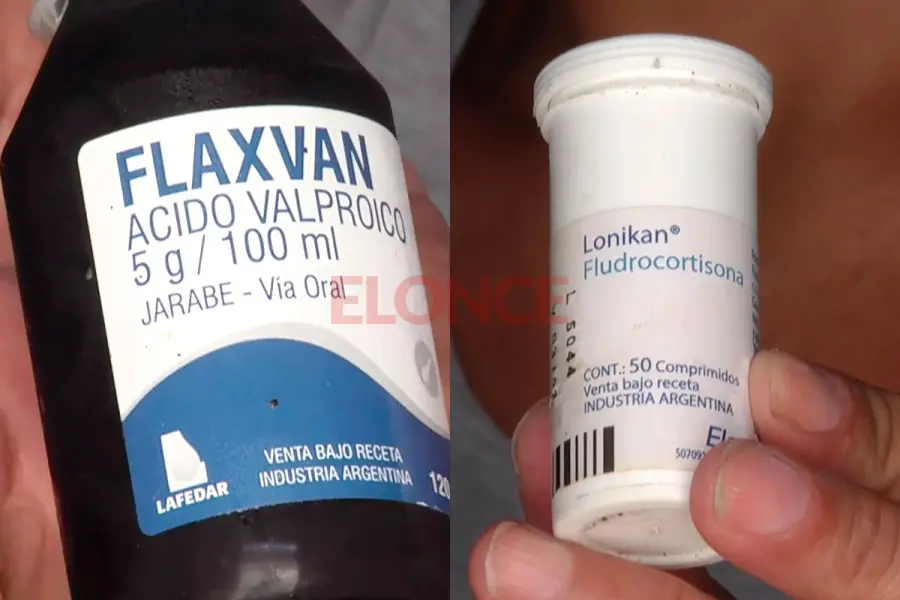 FLAXVAN
ACIDO VALPROICO
5 g / 100 ml
JARABE - Vía Oral
LAFEDAR
VENTA BAJO RECETA
INDUSTRIA ARGENTINA
ELONCE
Lonikan®
Fludrocortisona
CONT.: 50 Comprimidos
Venta bajo receta
INDUSTRIA ARGENTINA